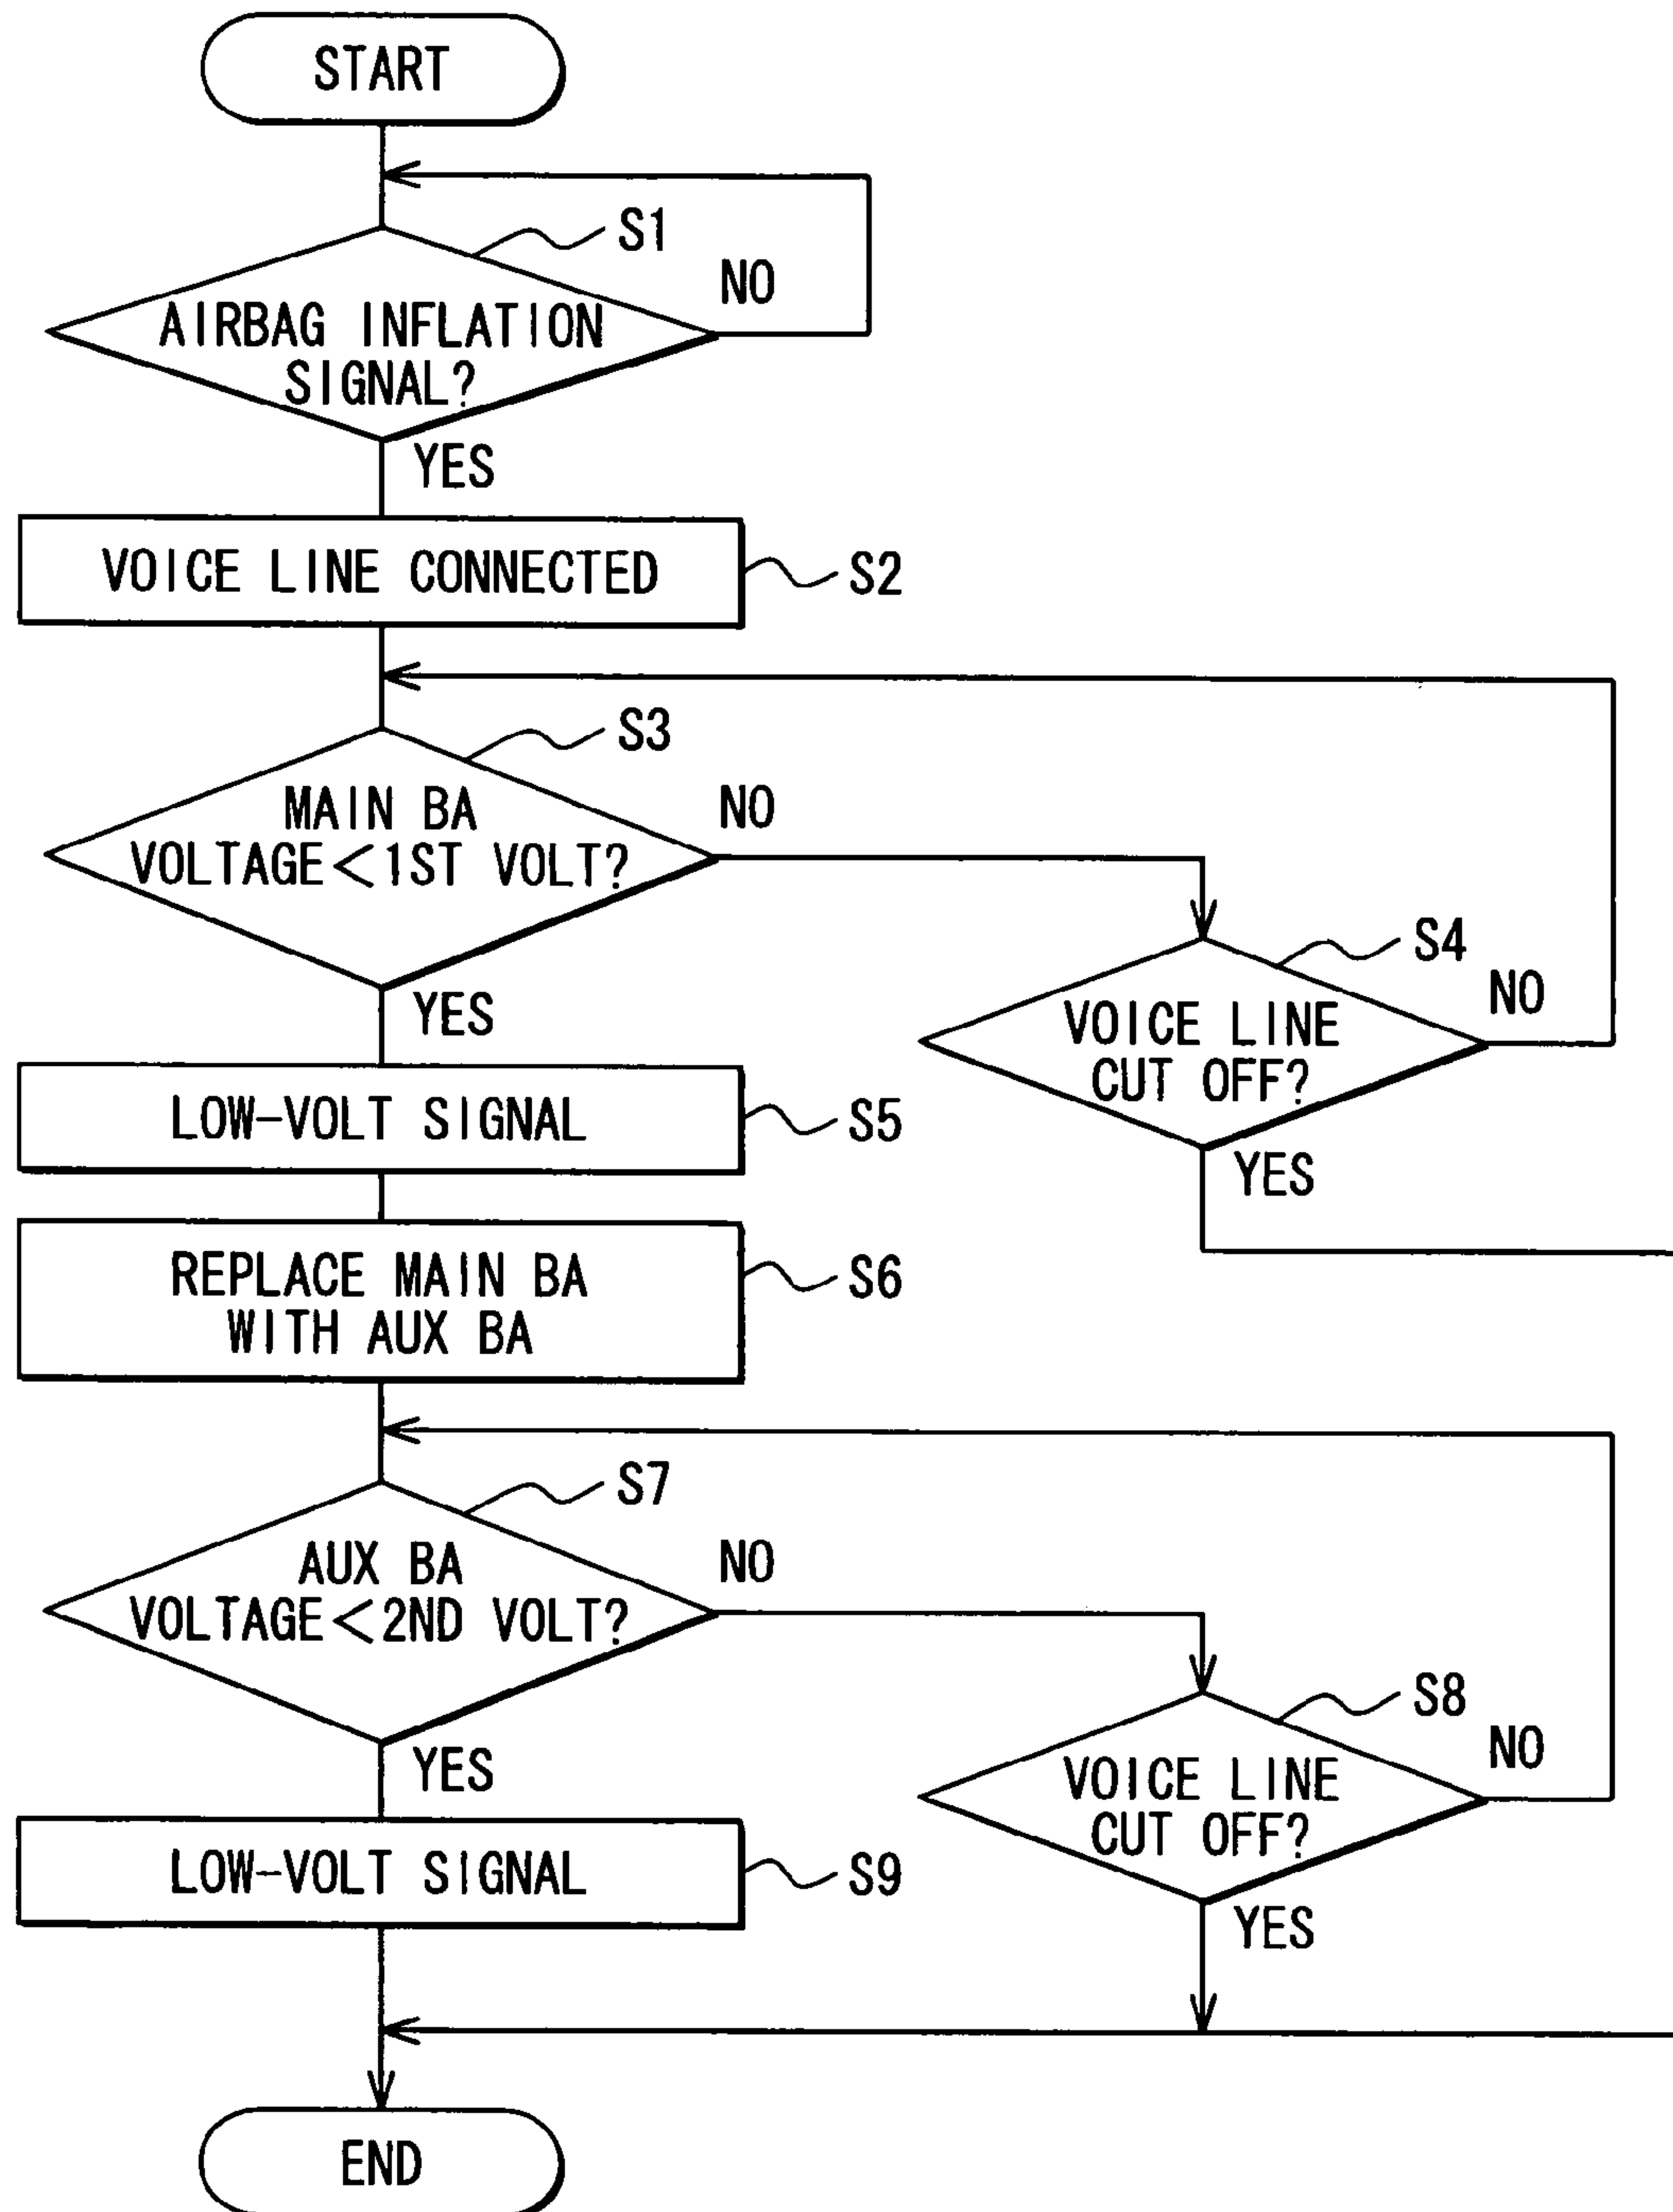 START
S1
NO
AIRBAG INFLATION
SIGNAL?
YES
VOICE LINE CONNECTED
S2
S3
MAIN BA
VOLTAGE<1ST VOLT?
NO
YES
S4
VOICE LINE
CUT OFF?
NO
YES
LOW-VOLT SIGNAL
S5
REPLACE MAIN BA
WITH AUX BA
S6
S7
AUX BA
VOLTAGE<2ND VOLT?
NO
YES
S8
VOICE LINE
CUT OFF?
NO
YES
LOW-VOLT SIGNAL
S9
END